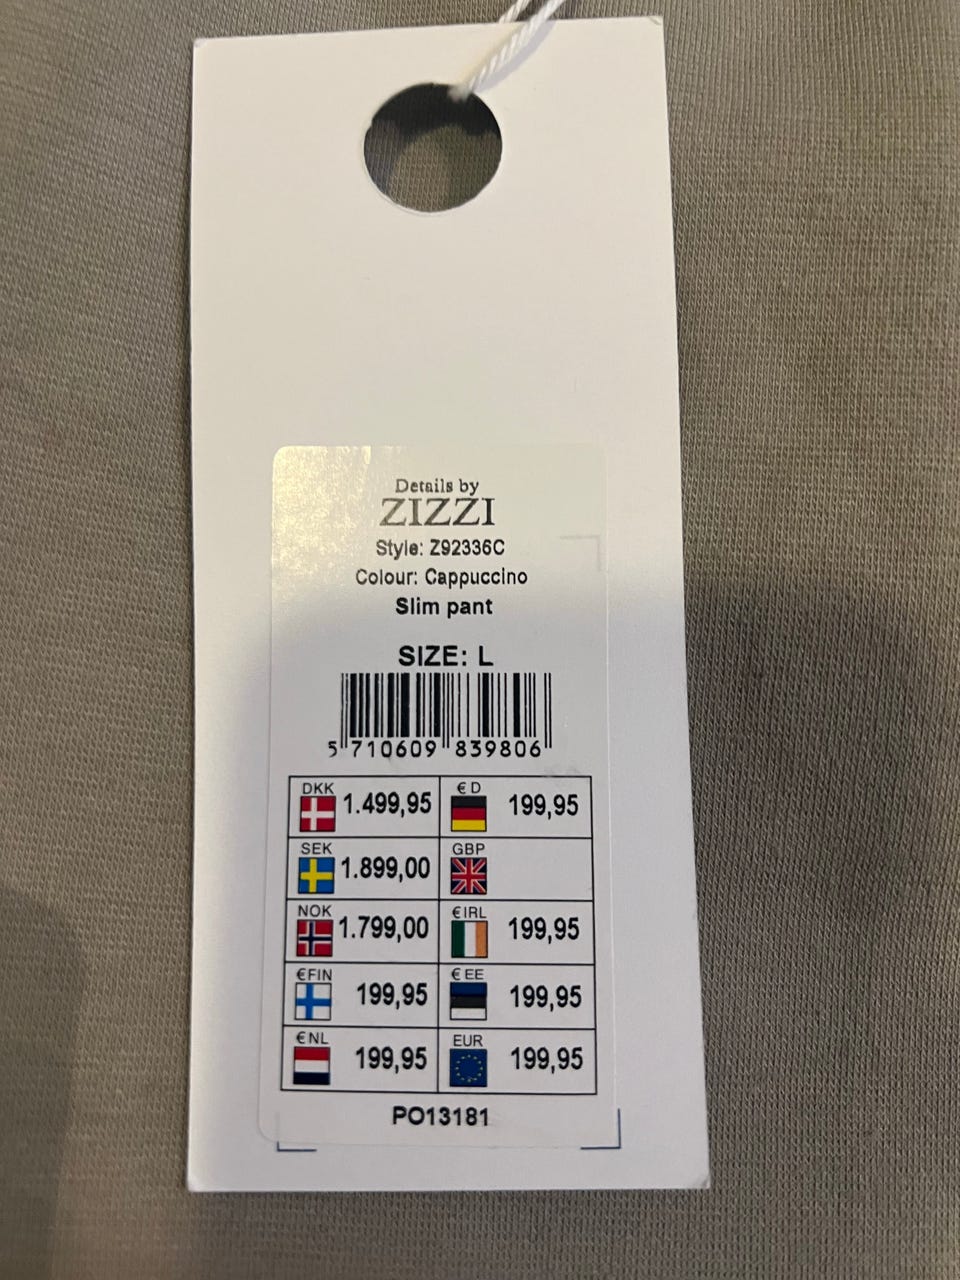 Details by
ZIZZI
Style: Z92336C
Colour: Cappuccino
Slim pant
SIZE: L
5 710609 839806
DKK 1.499,95 € D 199,95
SEK 1.899,00 GBP
NOK 1.799,00 € IRL 199,95
€ FIN 199,95 € EE 199,95
€ NL 199,95 EUR 199,95
PO13181